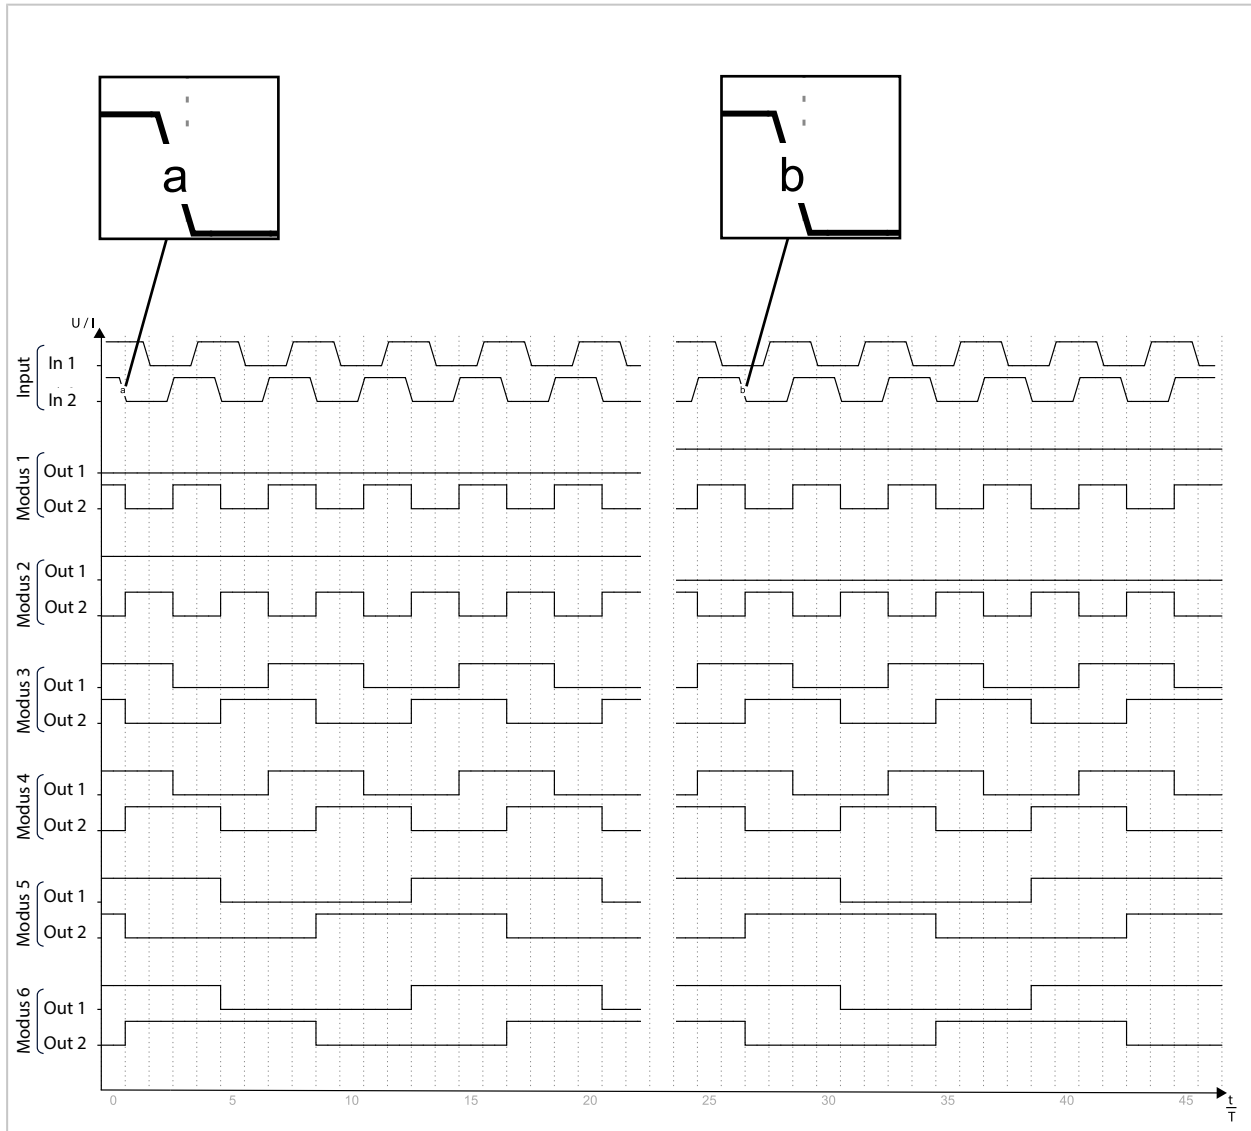 a
b
U / I
Input
In 1
a
b
In 2
Modus 1
Out 1
Out 2
Modus 2
Out 1
Out 2
Modus 3
Out 1
Out 2
Modus 4
Out 1
Out 2
Modus 5
Out 1
Out 2
Modus 6
Out 1
Out 2
0 5 10 15 20 25 30 35 40 45
t
T